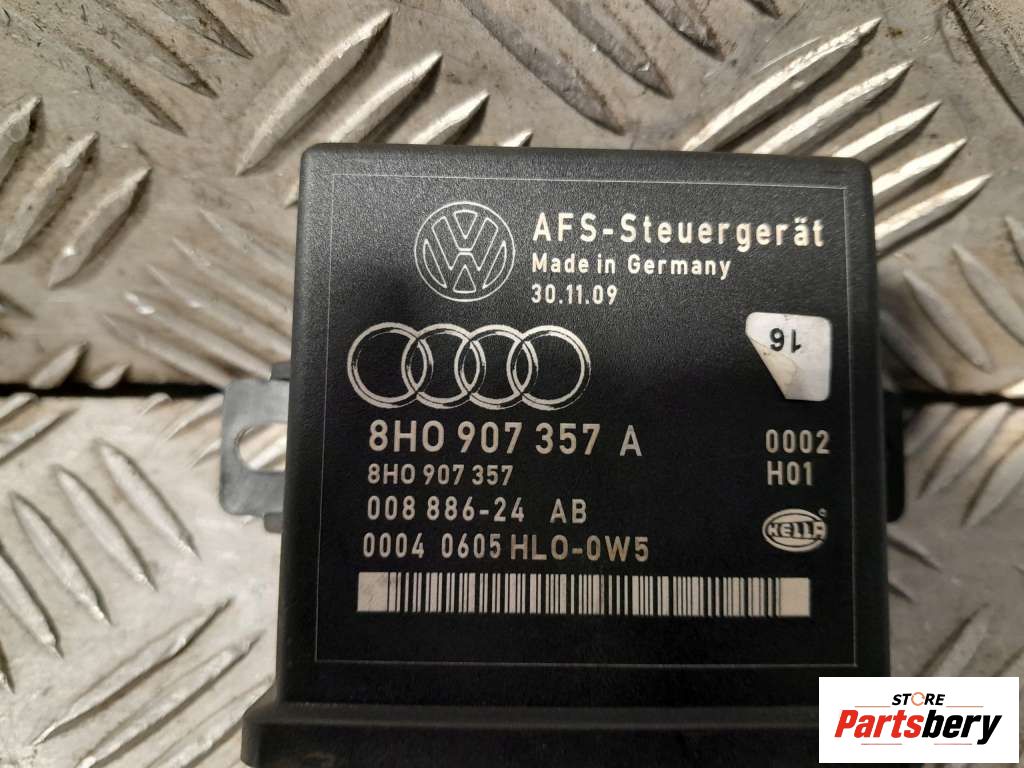 AFS-Steuergerät
Made in Germany
30.11.09
16
8H0 907 357 A
0002
8H0 907 357
H01
008 886-24 AB
HELLA
0004 0605 HLO-0W5
STORE
Partsbery